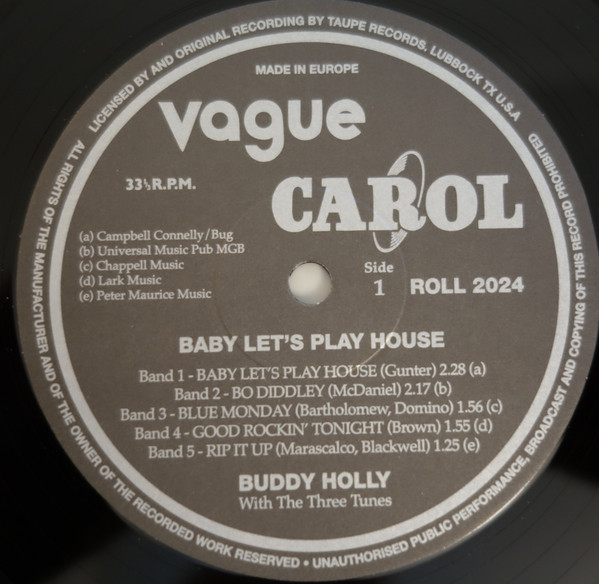 LICENSED BY AND ORIGINAL RECORDING BY TAUPE RECORDS, LUBBOCK TX U.S.A
MADE IN EUROPE
vague
33⅓ R.P.M.
CAROL
(a) Campbell Connelly/Bug
(b) Universal Music Pub MGB
(c) Chappell Music
(d) Lark Music
(e) Peter Maurice Music
Side
1
ROLL 2024
BABY LET'S PLAY HOUSE
Band 1 - BABY LET'S PLAY HOUSE (Gunter) 2.28 (a)
Band 2 - BO DIDDLEY (McDaniel) 2.17 (b)
Band 3 - BLUE MONDAY (Bartholomew, Domino) 1.56 (c)
Band 4 - GOOD ROCKIN' TONIGHT (Brown) 1.55 (d)
Band 5 - RIP IT UP (Marascalco, Blackwell) 1.25 (e)
BUDDY HOLLY
With The Three Tunes
ALL RIGHTS OF THE MANUFACTURER AND OF THE OWNER OF THE RECORDED WORK RESERVED • UNAUTHORISED PUBLIC PERFORMANCE, BROADCAST AND COPYING OF THIS RECORD PROHIBITED